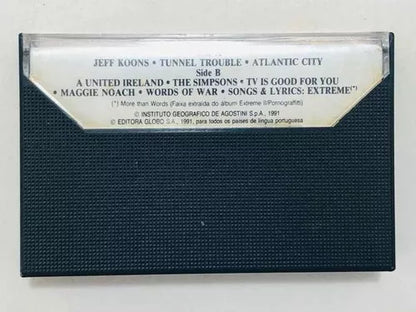 JEFF KOONS • TUNNEL TROUBLE • ATLANTIC CITY
Side B
A UNITED IRELAND • THE SIMPSONS • TV IS GOOD FOR YOU
• MAGGIE NOACH • WORDS OF WAR • SONGS & LYRICS: EXTREME(*)
(*) More than Words (Faixa extraída do álbum Extreme II/Pornograffitti)
© INSTITUTO GEOGRAFICO DE AGOSTINI S.p.A., 1991
© EDITORA GLOBO S.A., 1991, para todos os países de língua portuguesa